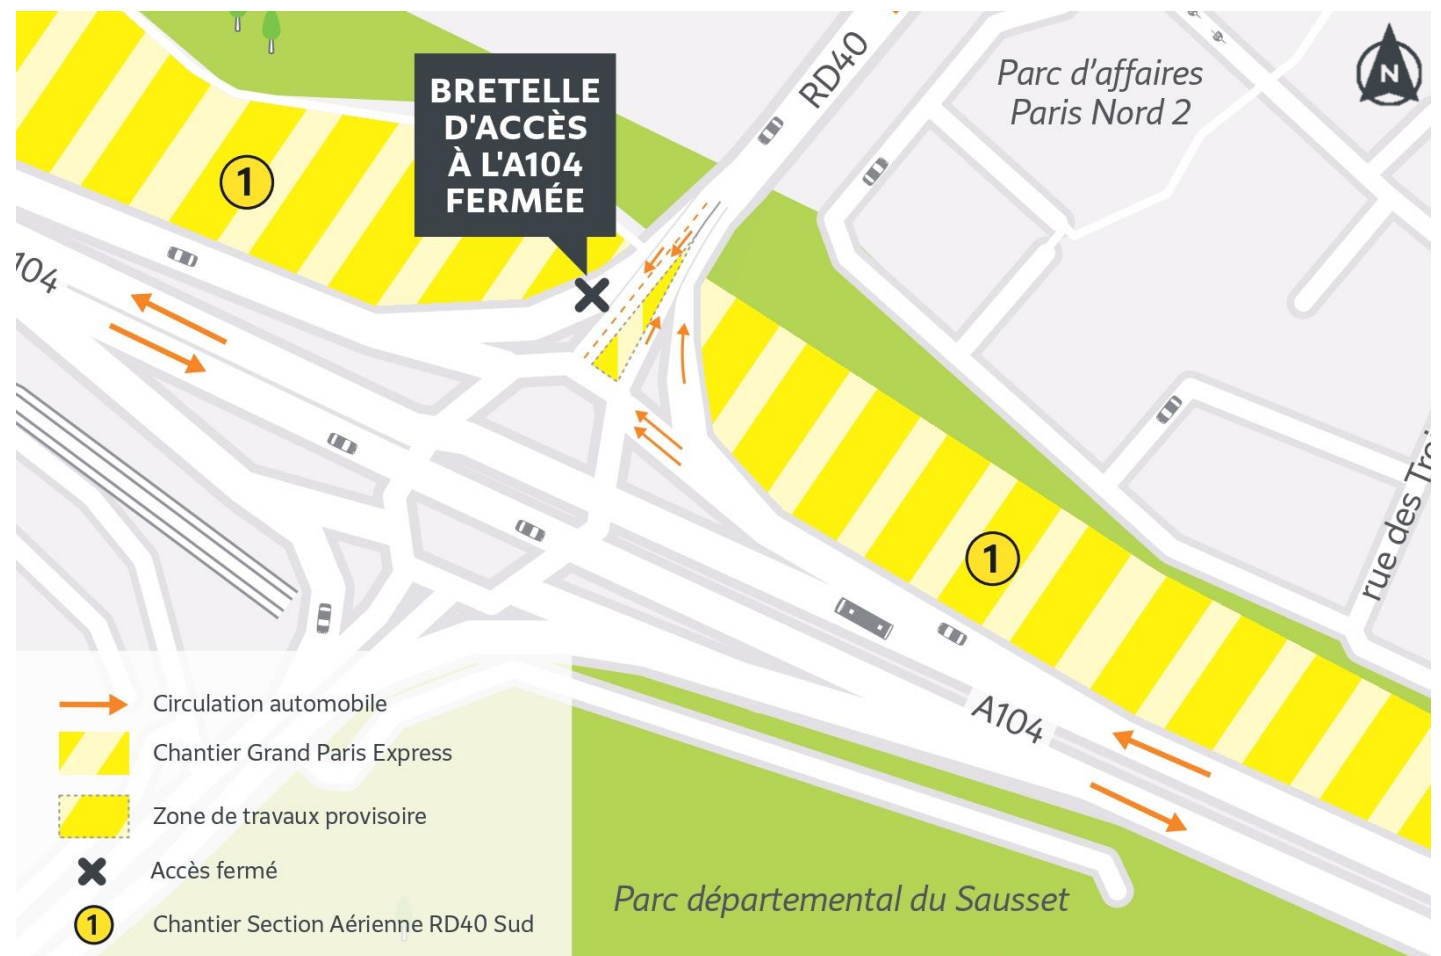 RD40
Parc d'affaires
Paris Nord 2
N
BRETELLE
D'ACCÈS
À L'A104
FERMÉE
1
104
rue des Troi
1
A104
Circulation automobile
Chantier Grand Paris Express
Zone de travaux provisoire
Accès fermé
1 Chantier Section Aérienne RD40 Sud
Parc départemental du Sausset